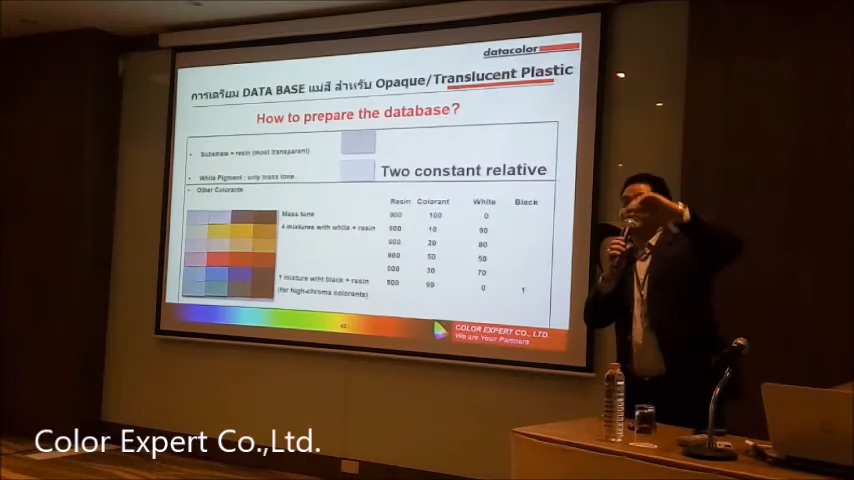 datacolor
การเตรียม DATA BASE แม่สี สำหรับ Opaque/Translucent Plastic
How to prepare the database?
• Substrate = resin (most transparent)
• White Pigment : only mass tone
Two constant relative
• Other Colorants
Resin Colorant White Black
Mass tone 900 100 0
4 mixtures with white + resin 900 10 90
900 20 80
900 50 50
900 30 70
1 mixture wiht black + resin 900 99 0 1
(for high-chroma colorants)
COLOR EXPERT CO., LTD.
We are Your Partners
Color Expert Co,.Ltd.